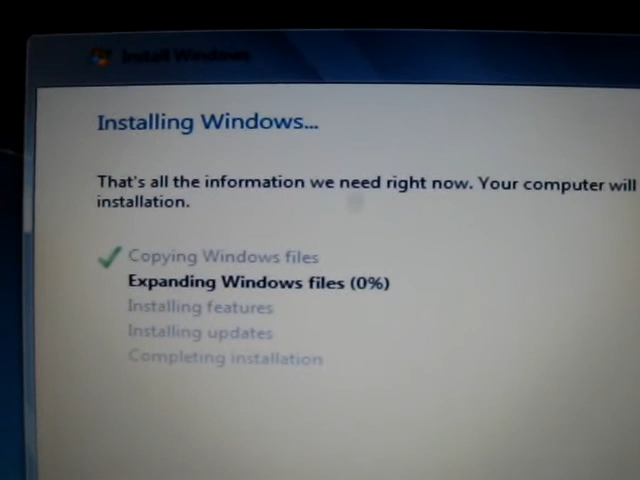 Install Windows
Installing Windows...
That's all the information we need right now. Your computer will
installation.
Copying Windows files
Expanding Windows files (0%)
Installing features
Installing updates
Completing installation